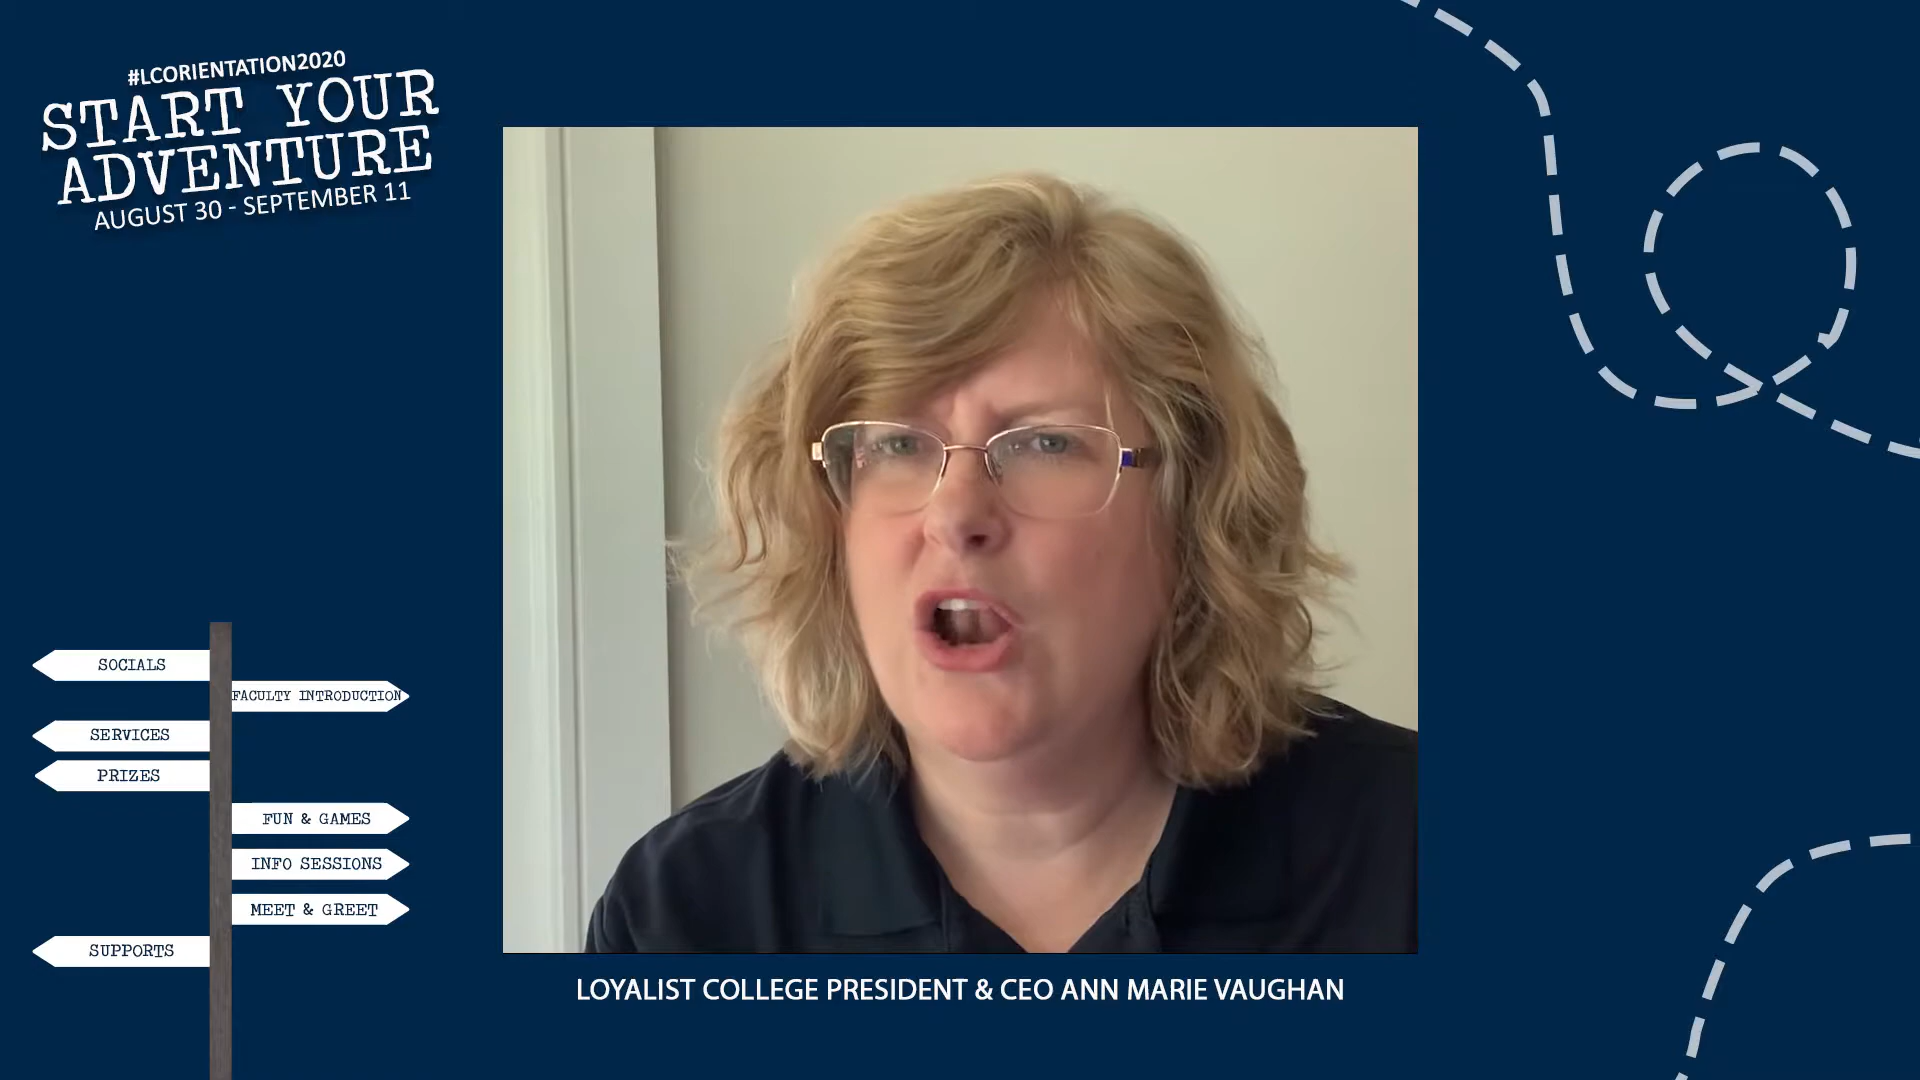 #LCORIENTATION2020
START YOUR
ADVENTURE
AUGUST 30 - SEPTEMBER 11
SOCIALS
FACULTY INTRODUCTION
SERVICES
PRIZES
FUN & GAMES
INFO SESSIONS
MEET & GREET
SUPPORTS
LOYALIST COLLEGE PRESIDENT & CEO ANN MARIE VAUGHAN